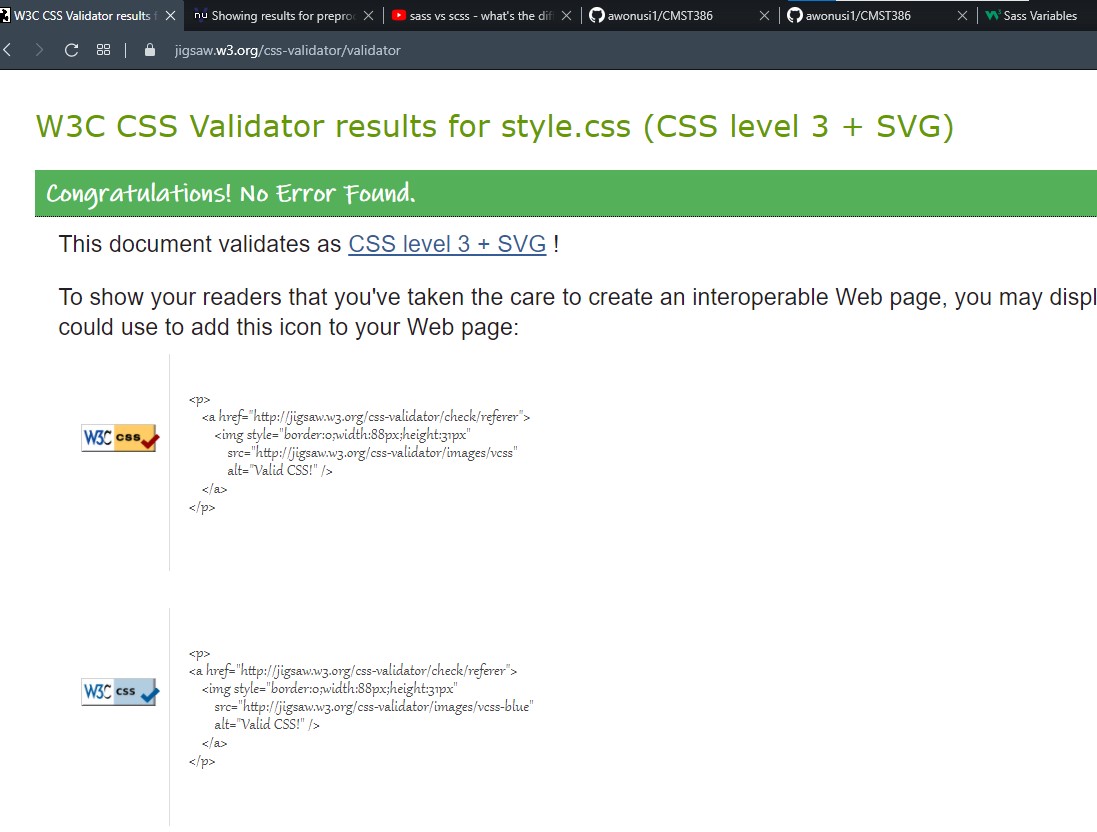 W3C CSS Validator results f
Showing results for prepro
sass vs scss - what's the dif
awonusi1/CMST386
awonusi1/CMST386
Sass Variables
jigsaw.w3.org/css-validator/validator
W3C CSS Validator results for style.css (CSS level 3 + SVG)
Congratulations! No Error Found.
This document validates as CSS level 3 + SVG !
To show your readers that you've taken the care to create an interoperable Web page, you may displ
could use to add this icon to your Web page:
<p>
<a href="http://jigsaw.w3.org/css-validator/check/referer">
<img style="border:0;width:88px;height:31px"
src="http://jigsaw.w3.org/css-validator/images/vcss"
alt="Valid CSS!" />
</a>
</p>
W3C css
<p>
<a href="http://jigsaw.w3.org/css-validator/check/referer">
<img style="border:0;width:88px;height:31px"
src="http://jigsaw.w3.org/css-validator/images/vcss-blue"
alt="Valid CSS!" />
</a>
</p>
W3C css